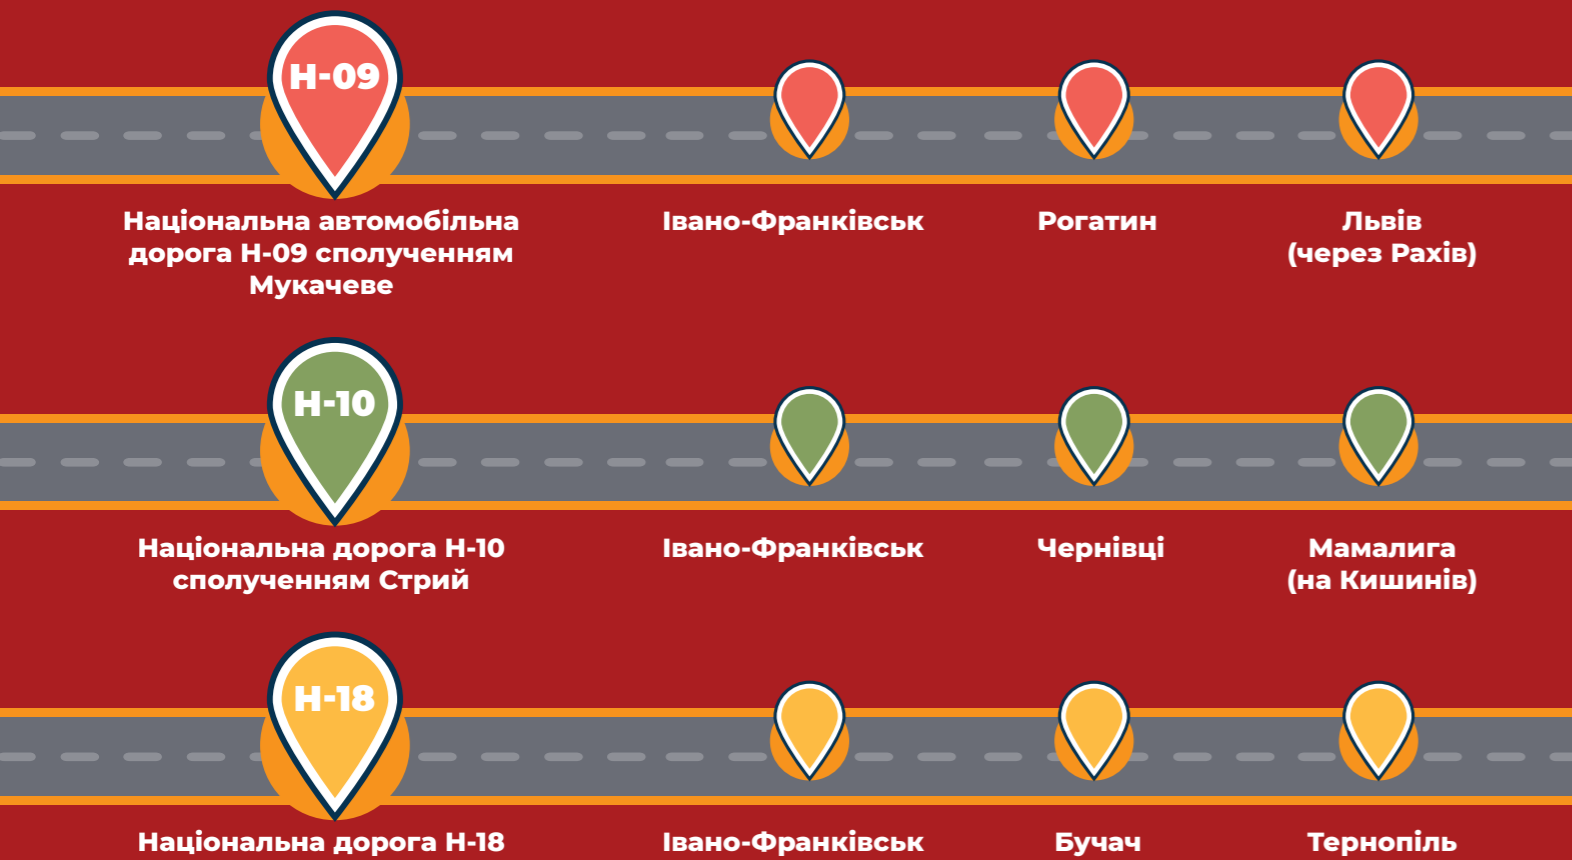 Н-09
Національна автомобільна
дорога Н-09 сполученням
Мукачеве
Івано-Франківськ
Рогатин
Львів
(через Рахів)
Н-10
Національна дорога Н-10
сполученням Стрий
Івано-Франківськ
Чернівці
Мамалига
(на Кишинів)
Н-18
Національна дорога Н-18
Івано-Франківськ
Бучач
Тернопіль